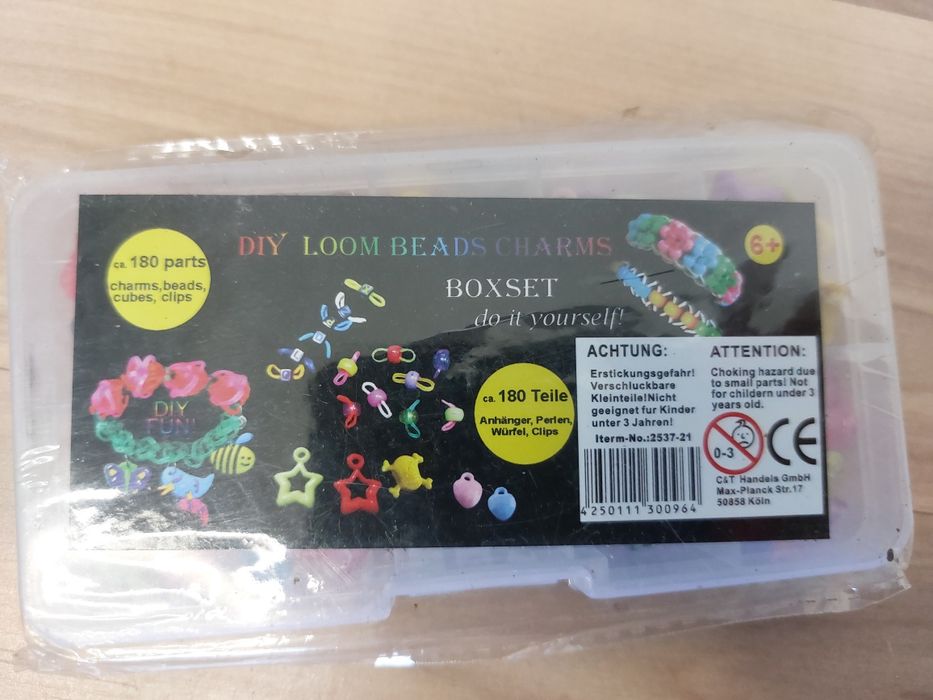 DIY LOOM BEADS CHARMS
BOXSET
do it yourself!
6+
ca. 180 parts
charms,beads,
cubes, clips
DIY
FUN!
ca. 180 Teile
Anhänger, Perlen,
Würfel, Clips
ACHTUNG:
Erstickungsgefahr!
Verschluckbare
Kleinteile!Nicht
geeignet fur Kinder
unter 3 Jahren!
Iterm-No.:2537-21
4250111 300964
ATTENTION:
Choking hazard due
to small parts! Not
for childern under 3
years old.
0-3
CE
C&T Handels GmbH
Max-Planck Str.17
50858 Köln